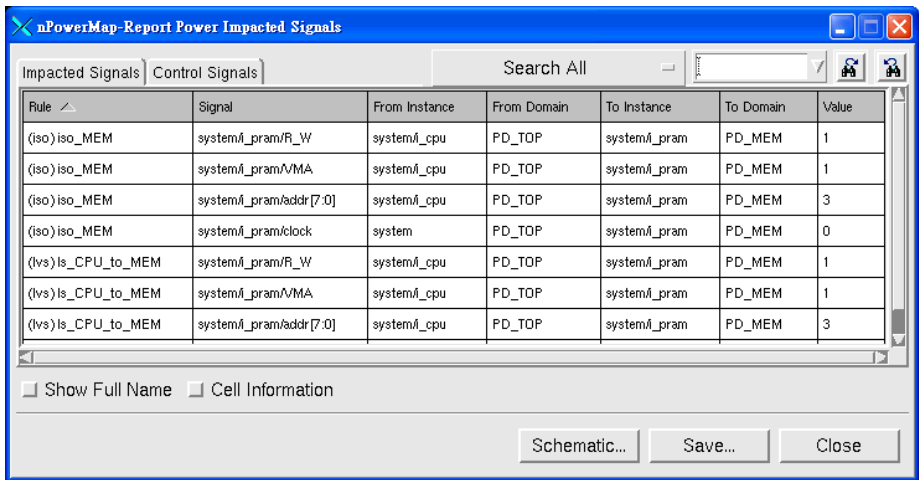 nPowerMap-Report Power Impacted Signals
Impacted Signals Control Signals Search All
Rule Signal From Instance From Domain To Instance To Domain Value
(iso) iso_MEM system/i_pram/R_W system/i_cpu PD_TOP system/i_pram PD_MEM 1
(iso) iso_MEM system/i_pram/VMA system/i_cpu PD_TOP system/i_pram PD_MEM 1
(iso) iso_MEM system/i_pram/addr[7:0] system/i_cpu PD_TOP system/i_pram PD_MEM 3
(iso) iso_MEM system/i_pram/clock system PD_TOP system/i_pram PD_MEM 0
(lvs) ls_CPU_to_MEM system/i_pram/R_W system/i_cpu PD_TOP system/i_pram PD_MEM 1
(lvs) ls_CPU_to_MEM system/i_pram/VMA system/i_cpu PD_TOP system/i_pram PD_MEM 1
(lvs) ls_CPU_to_MEM system/i_pram/addr[7:0] system/i_cpu PD_TOP system/i_pram PD_MEM 3
Show Full Name Cell Information
Schematic... Save... Close